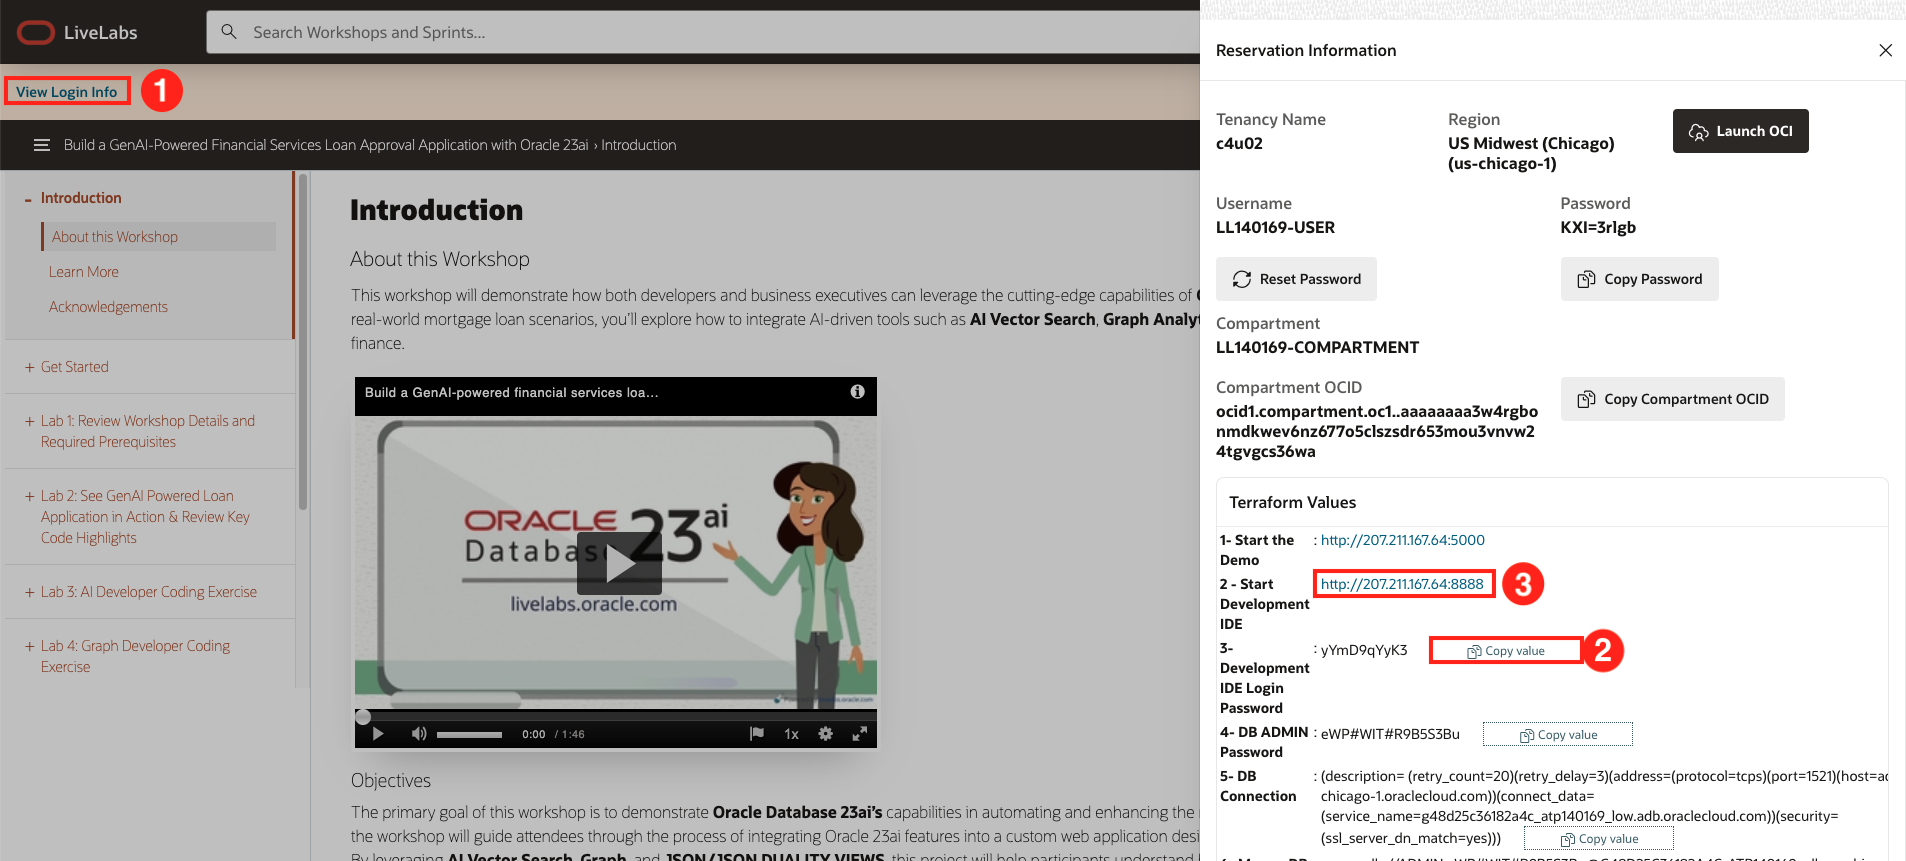 LiveLabs
Search Workshops and Sprints...
View Login Info
1
Build a GenAI-Powered Financial Services Loan Approval Application with Oracle 23ai › Introduction
- Introduction
About this Workshop
Learn More
Acknowledgements
+ Get Started
+ Lab 1: Review Workshop Details and
Required Prerequisites
+ Lab 2: See GenAI Powered Loan
Application in Action & Review Key
Code Highlights
+ Lab 3: AI Developer Coding Exercise
+ Lab 4: Graph Developer Coding
Exercise
Introduction
About this Workshop
This workshop will demonstrate how both developers and business executives can leverage the cutting-edge capabilities of
real-world mortgage loan scenarios, you'll explore how to integrate AI-driven tools such as AI Vector Search, Graph Analyt
finance.
Build a GenAI-powered financial services loa...
ORACLE
Database 23ai
livelabs.oracle.com
0:00 / 1:46
1x
Objectives
The primary goal of this workshop is to demonstrate Oracle Database 23ai's capabilities in automating and enhancing the
the workshop will guide attendees through the process of integrating Oracle 23ai features into a custom web application desi
By leveraging AI Vector Search, Graph, and JSON/JSON DUALITY VIEWS, this project will help participants understand
Reservation Information
Tenancy Name
c4u02
Region
US Midwest (Chicago)
(us-chicago-1)
Launch OCI
Username
LL140169-USER
Password
KXI=3rlgb
Reset Password
Copy Password
Compartment
LL140169-COMPARTMENT
Compartment OCID
ocid1.compartment.oc1..aaaaaaaa3w4rgbo
nmdkwev6nz677o5clszsdr653mou3vnvw2
4tgvgcs36wa
Copy Compartment OCID
Terraform Values
1- Start the
Demo
: http://207.211.167.64:5000
2 - Start
Development
IDE
: http://207.211.167.64:8888
3
3-
Development
IDE Login
Password
: yYmD9qYyK3
Copy value
2
4- DB ADMIN
Password
: eWP#WIT#R9B5S3Bu
Copy value
5- DB
Connection
: (description= (retry_count=20)(retry_delay=3)(address=(protocol=tcps)(port=1521)(host=ac
chicago-1.oraclecloud.com))(connect_data=
(service_name=g48d25c36182a4c_atp140169_low.adb.oraclecloud.com))(security=
(ssl_server_dn_match=yes)))
Copy value